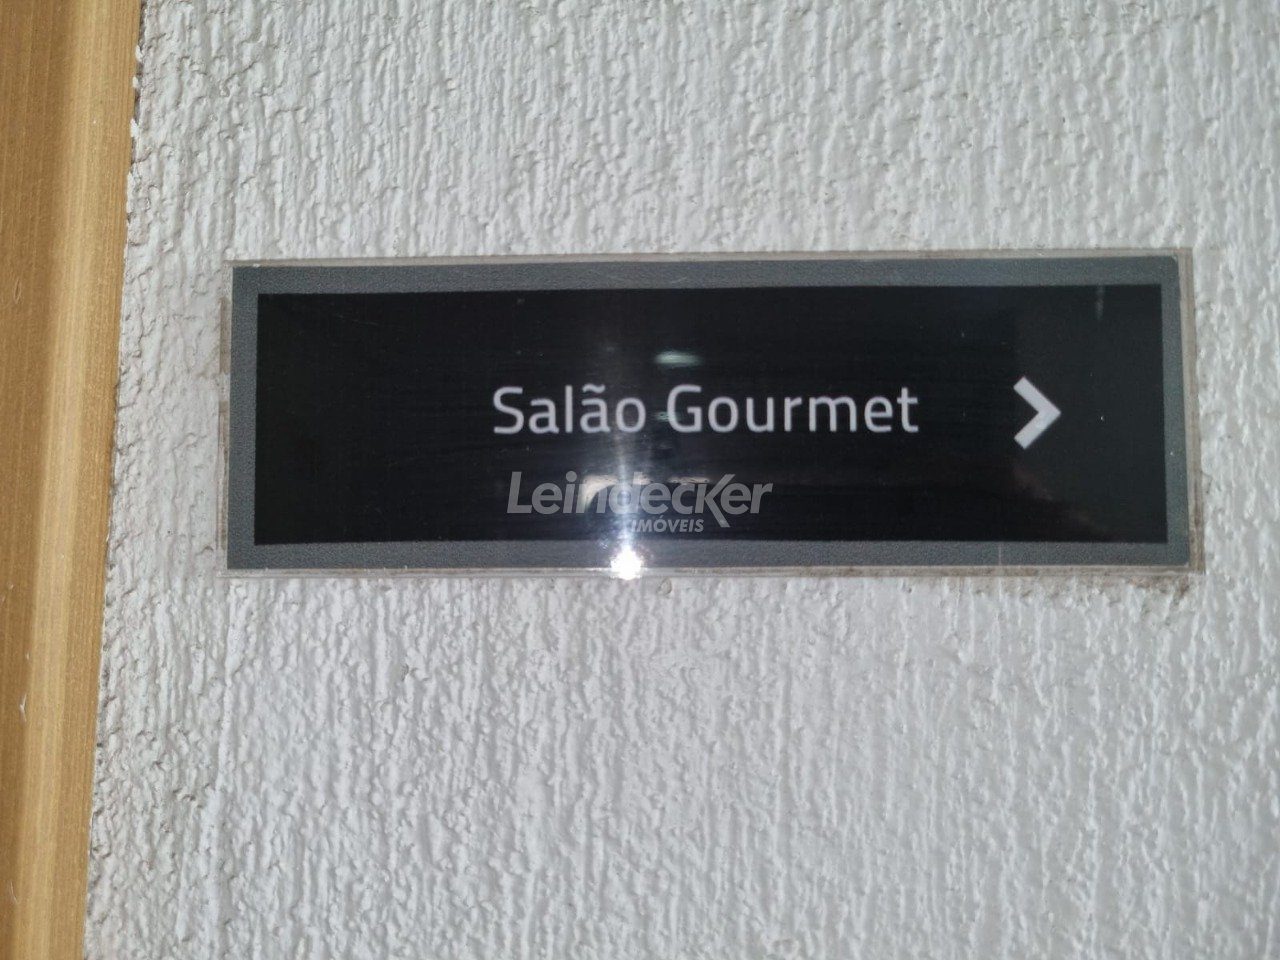 Salão Gourmet
Leindecker
IMÓVEIS